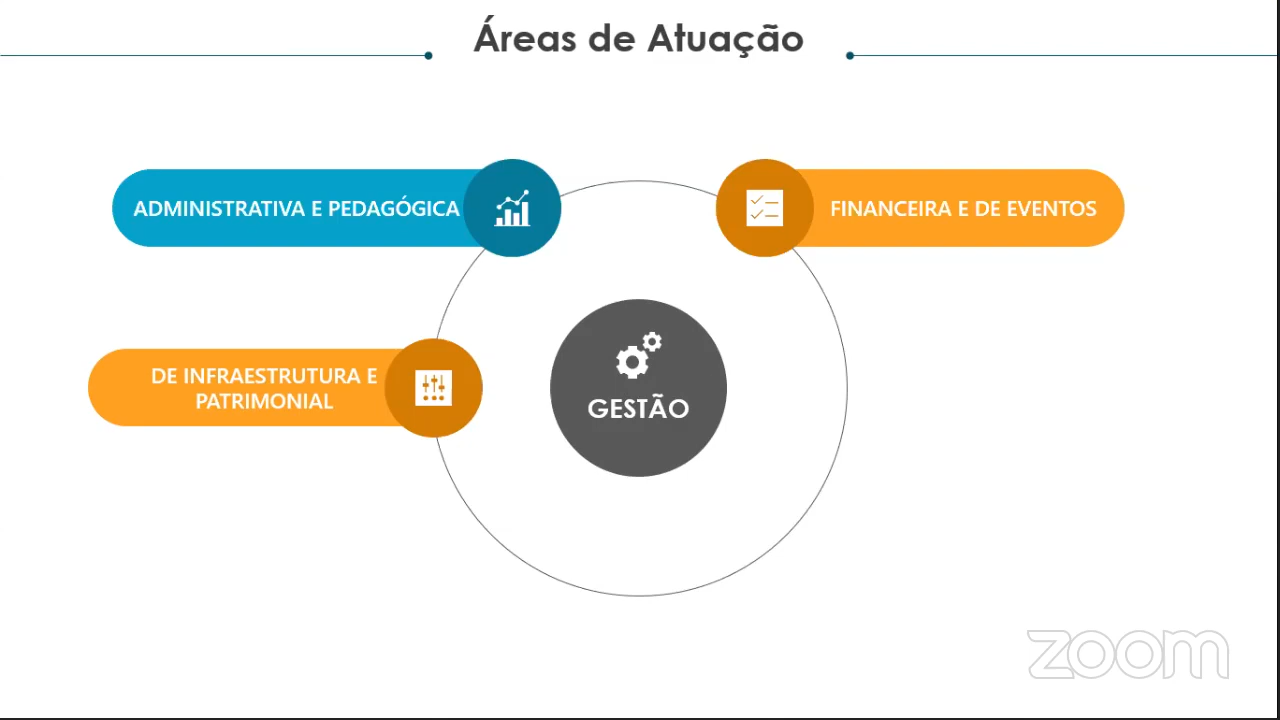 Áreas de Atuação
ADMINISTRATIVA E PEDAGÓGICA
FINANCEIRA E DE EVENTOS
DE INFRAESTRUTURA E
PATRIMONIAL
GESTÃO
zoom